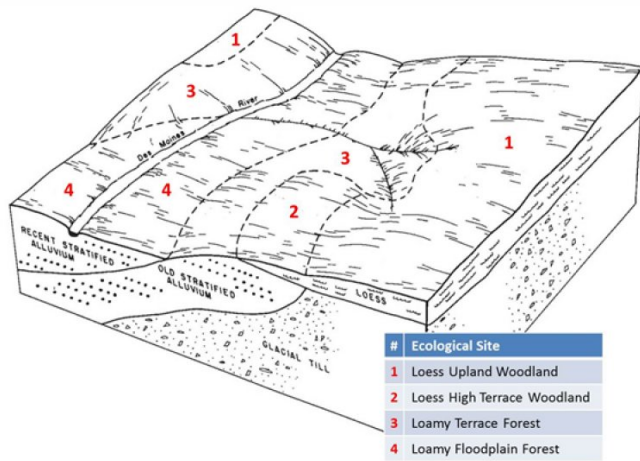 1
3
Des Moines River
1
3
4
4
2
RECENT STRATIFIED
ALLUVIUM
OLD STRATIFIED
ALLUVIUM
LOESS
GLACIAL TILL
# Ecological Site
1 Loess Upland Woodland
2 Loess High Terrace Woodland
3 Loamy Terrace Forest
4 Loamy Floodplain Forest